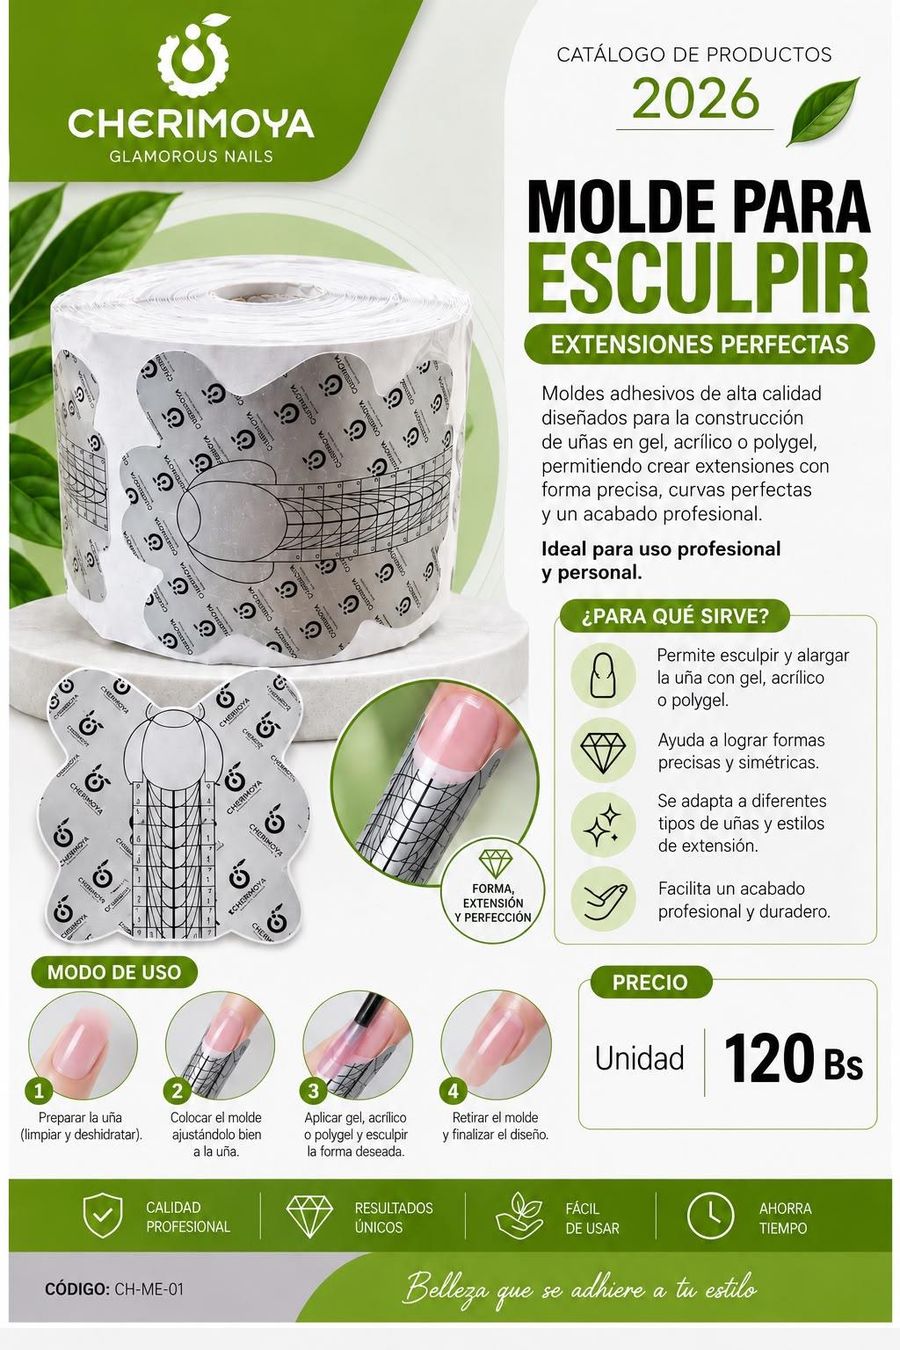 CHERIMOYA
GLAMOROUS NAILS
CATÁLOGO DE PRODUCTOS
2026
MOLDE PARA
ESCULPIR
EXTENSIONES PERFECTAS
Moldes adhesivos de alta calidad
diseñados para la construcción
de uñas en gel, acrílico o polygel,
permitiendo crear extensiones con
forma precisa, curvas perfectas
y un acabado profesional.
Ideal para uso profesional
y personal.
¿PARA QUÉ SIRVE?
Permite esculpir y alargar
la uña con gel, acrílico
o polygel.
Ayuda a lograr formas
precisas y simétricas.
Se adapta a diferentes
tipos de uñas y estilos
de extensión.
Facilita un acabado
profesional y duradero.
FORMA,
EXTENSIÓN
Y PERFECCIÓN
MODO DE USO
1
Preparar la uña
(limpiar y deshidratar).
2
Colocar el molde
ajustándolo bien
a la uña.
3
Aplicar gel, acrílico
o polygel y esculpir
la forma deseada.
4
Retirar el molde
y finalizar el diseño.
PRECIO
Unidad 120 Bs
CALIDAD
PROFESIONAL
RESULTADOS
ÚNICOS
FÁCIL
DE USAR
AHORRA
TIEMPO
CÓDIGO: CH-ME-01
Belleza que se adhiere a tu estilo